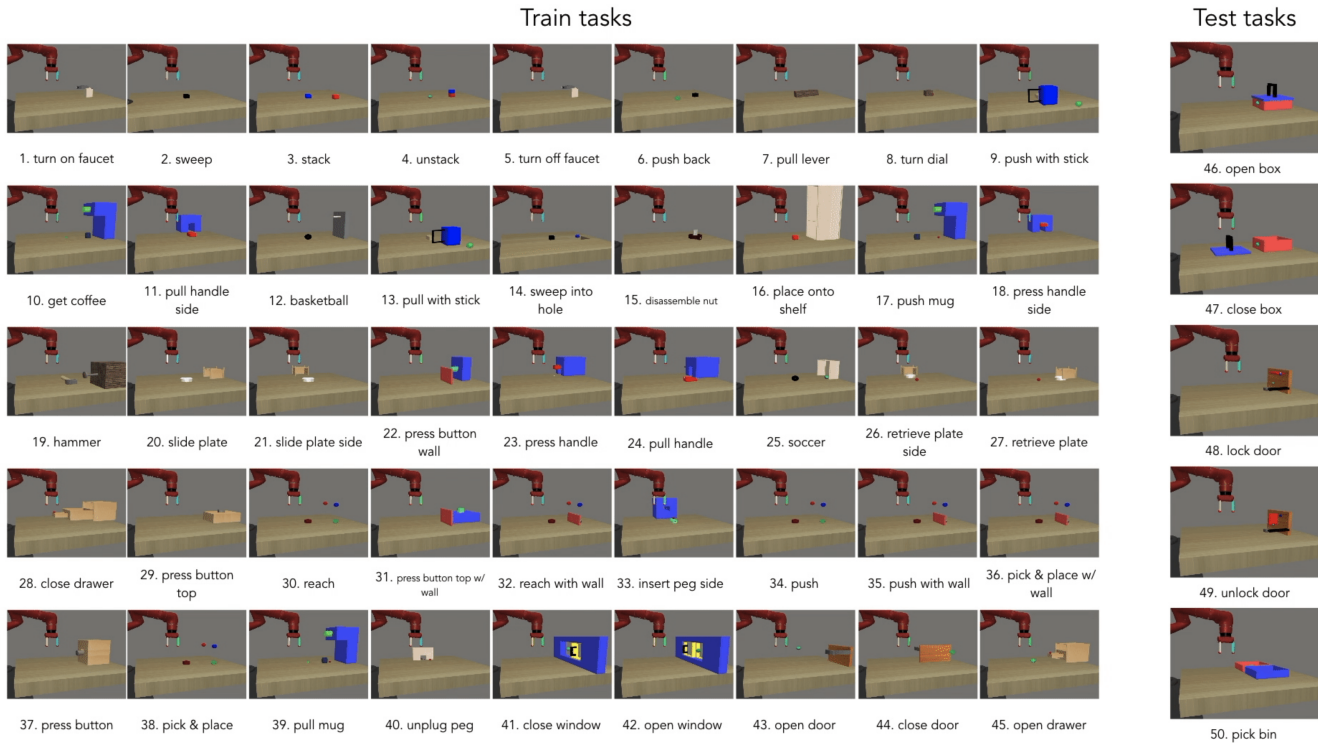 Train tasks
Test tasks
1. turn on faucet
2. sweep
3. stack
4. unstack
5. turn off faucet
6. push back
7. pull lever
8. turn dial
9. push with stick
46. open box
10. get coffee
11. pull handle
side
12. basketball
13. pull with stick
14. sweep into
hole
15. disassemble nut
16. place onto
shelf
17. push mug
18. press handle
side
47. close box
19. hammer
20. slide plate
21. slide plate side
22. press button
wall
23. press handle
24. pull handle
25. soccer
26. retrieve plate
side
27. retrieve plate
48. lock door
28. close drawer
29. press button
top
30. reach
31. press button top w/
wall
32. reach with wall
33. insert peg side
34. push
35. push with wall
36. pick & place w/
wall
49. unlock door
37. press button
38. pick & place
39. pull mug
40. unplug peg
41. close window
42. open window
43. open door
44. close door
45. open drawer
50. pick bin